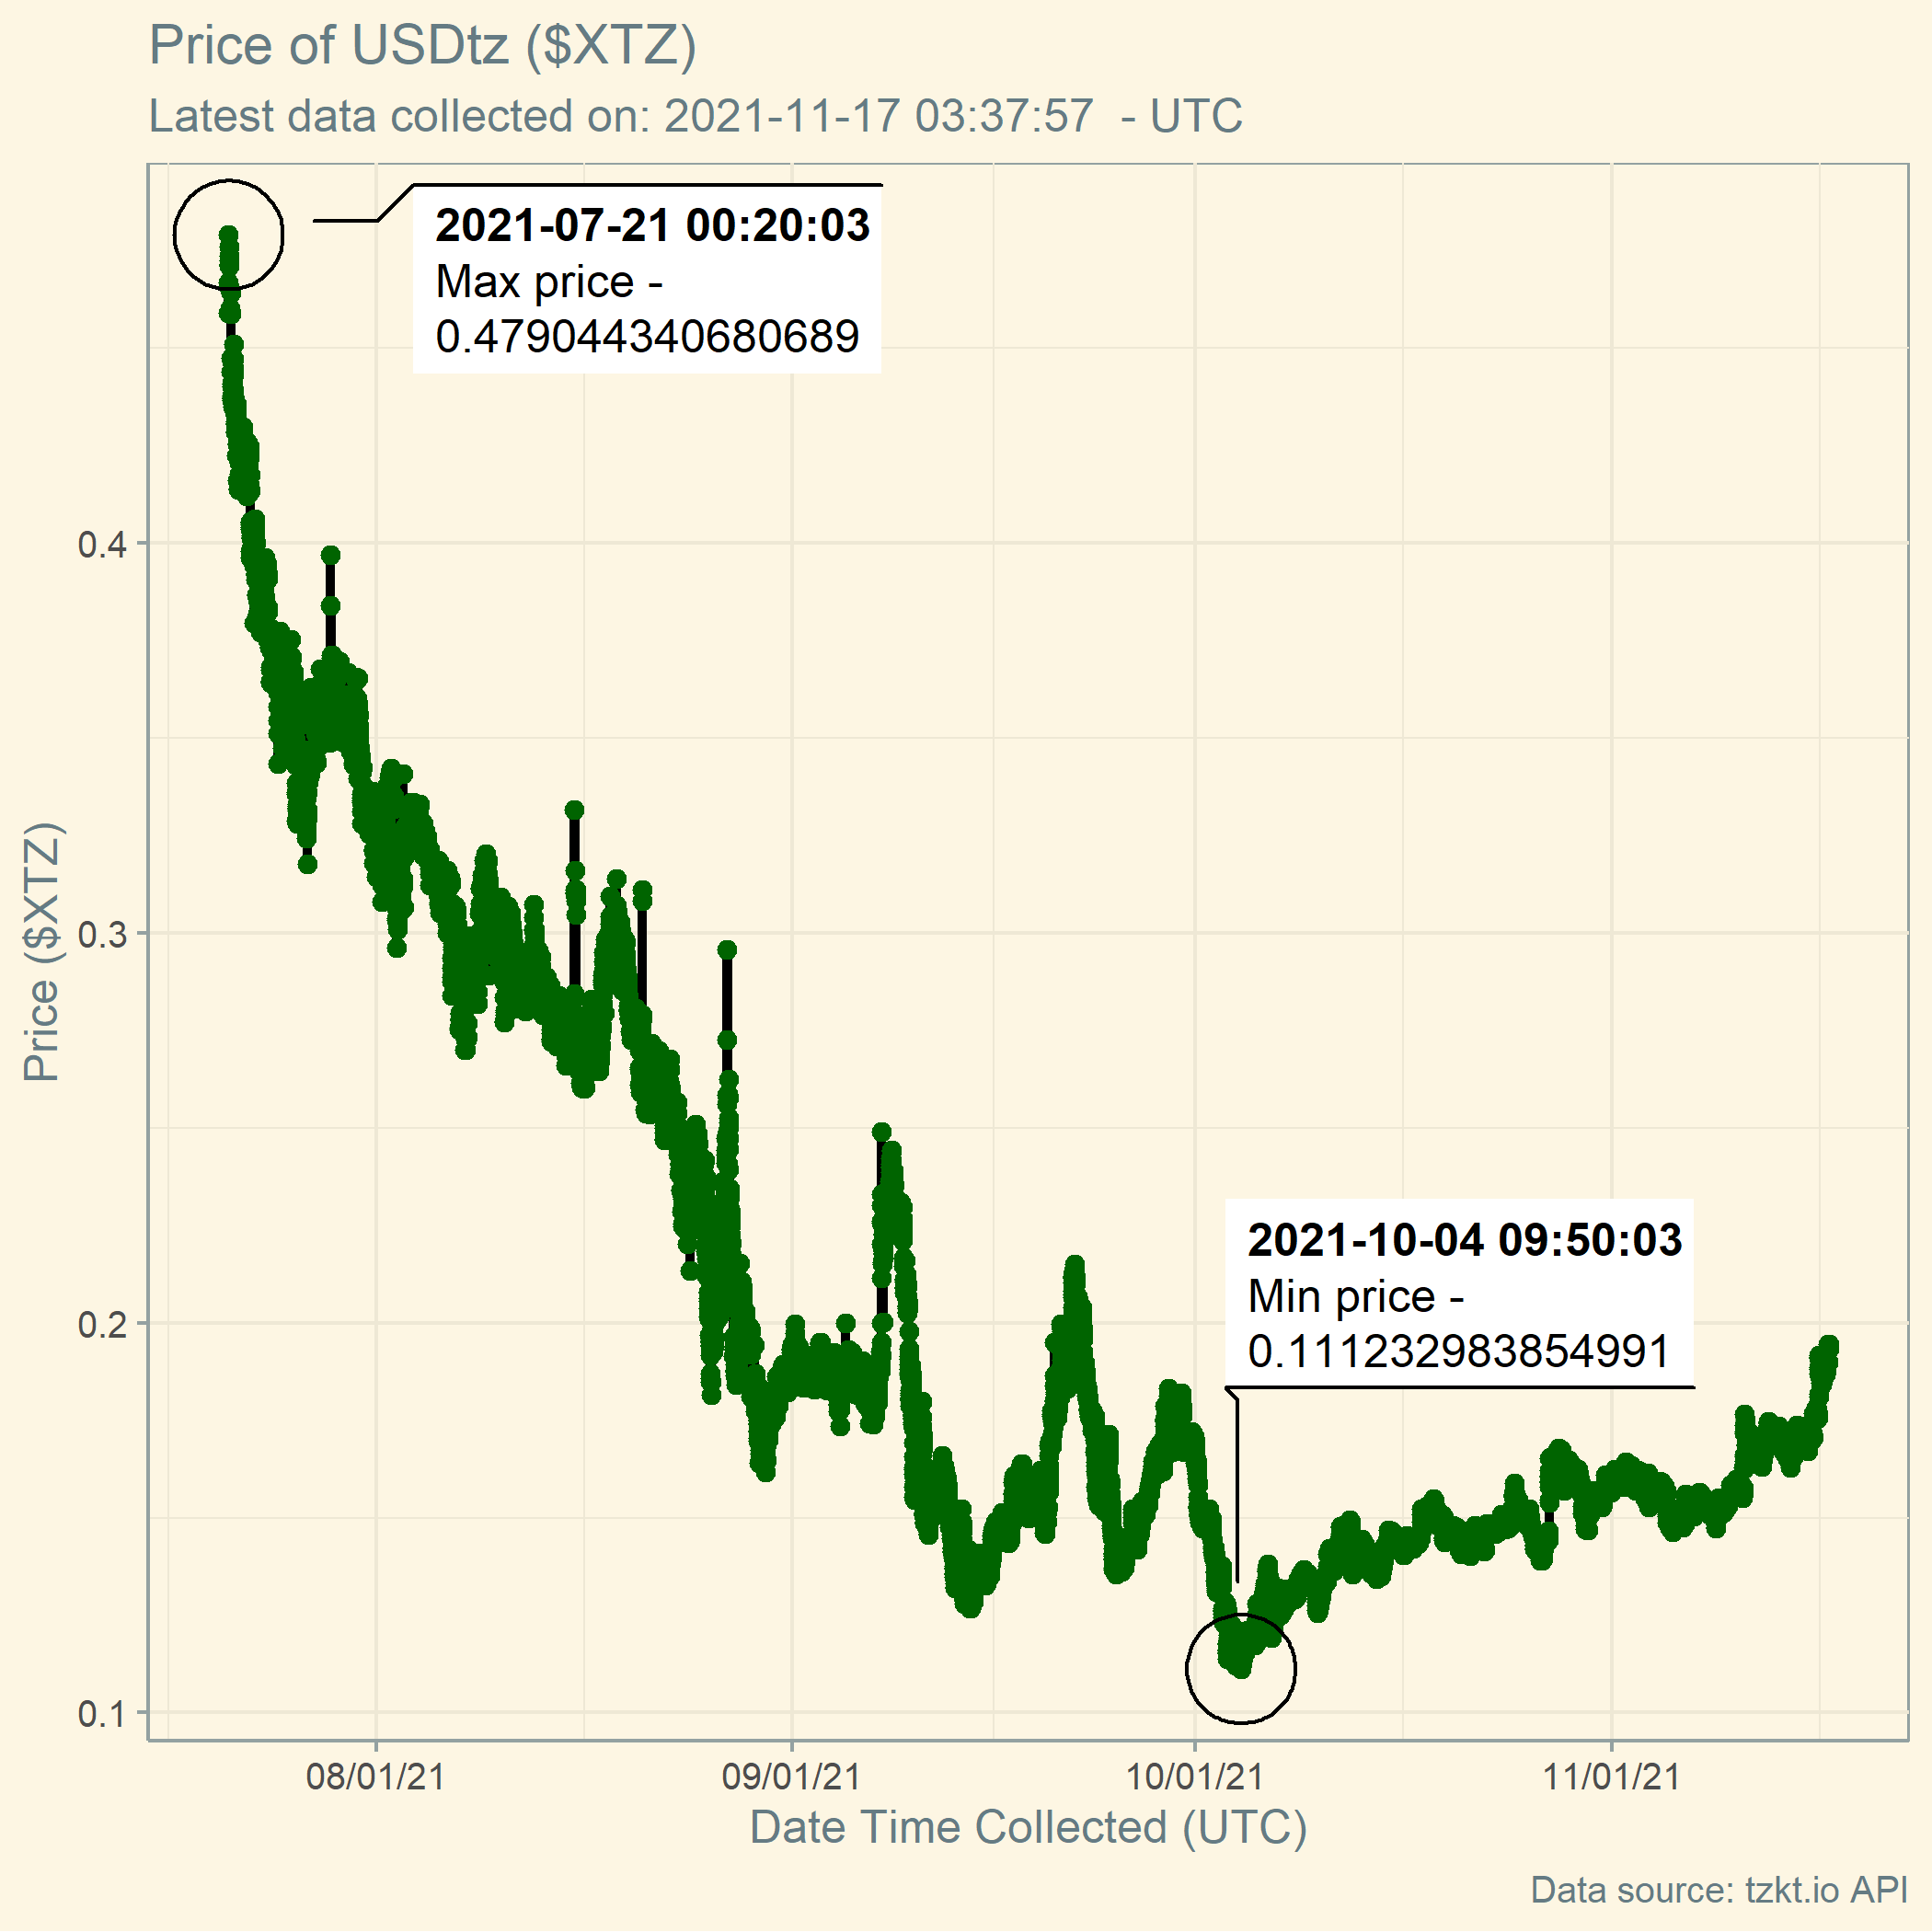 Price of USDtz ($XTZ)
Latest data collected on: 2021-11-17 03:37:57  - UTC
2021-07-21 00:20:03
Max price -
0.479044340680689
0.4
0.3
0.2
0.1
Price ($XTZ)
2021-10-04 09:50:03
Min price -
0.111232983854991
08/01/21
09/01/21
10/01/21
11/01/21
Date Time Collected (UTC)
Data source: tzkt.io API